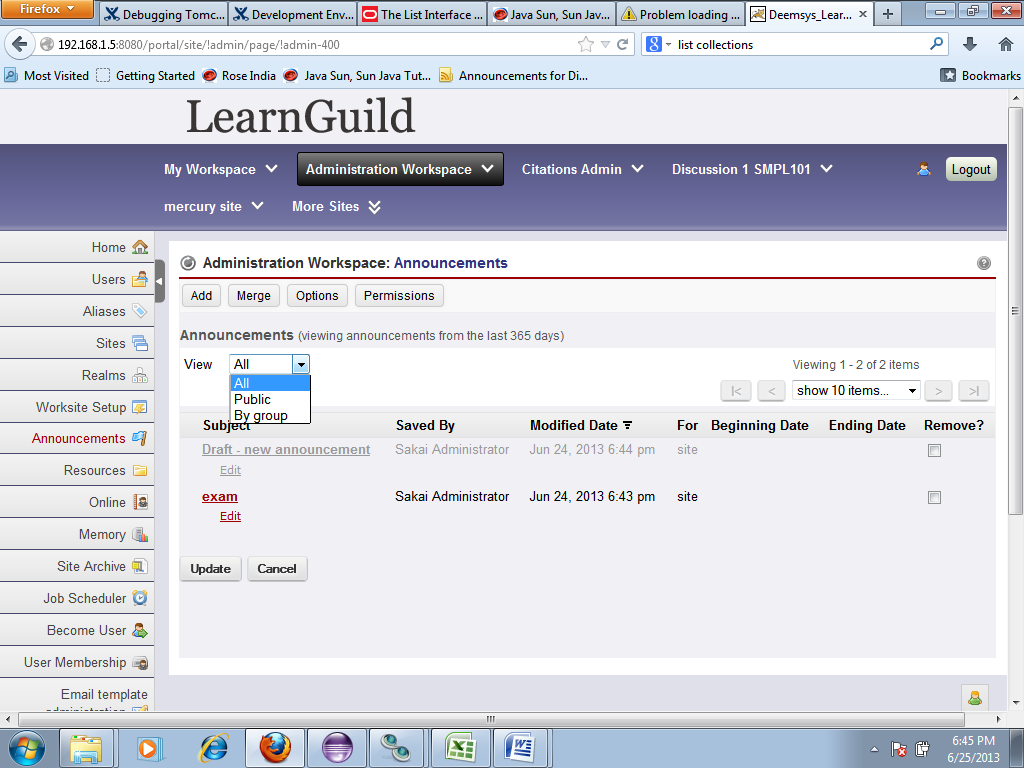 Firefox
Debugging Tomc...
Development Env...
The List Interface ...
Java Sun, Sun Jav...
Problem loading ...
Deemsys_Lear...
192.168.1.5:8080/portal/site/!admin/page/!admin-400
list collections
Most Visited
Getting Started
Rose India
Java Sun, Sun Java Tut...
Announcements for Di...
Bookmarks
LearnGuild
My Workspace
Administration Workspace
Citations Admin
Discussion 1 SMPL101
Logout
mercury site
More Sites
Home
Users
Aliases
Sites
Realms
Worksite Setup
Announcements
Resources
Online
Memory
Site Archive
Job Scheduler
Become User
User Membership
Email template
administration
Administration Workspace: Announcements
Add
Merge
Options
Permissions
Announcements (viewing announcements from the last 365 days)
View
All
All
Public
By group
Viewing 1 - 2 of 2 items
|<
<
show 10 items...
>
>|
Subject
Saved By
Modified Date
For
Beginning Date
Ending Date
Remove?
Draft - new announcement
Sakai Administrator
Jun 24, 2013 6:44 pm
site
Edit
exam
Sakai Administrator
Jun 24, 2013 6:43 pm
site
Edit
Update
Cancel
6:45 PM
6/25/2013